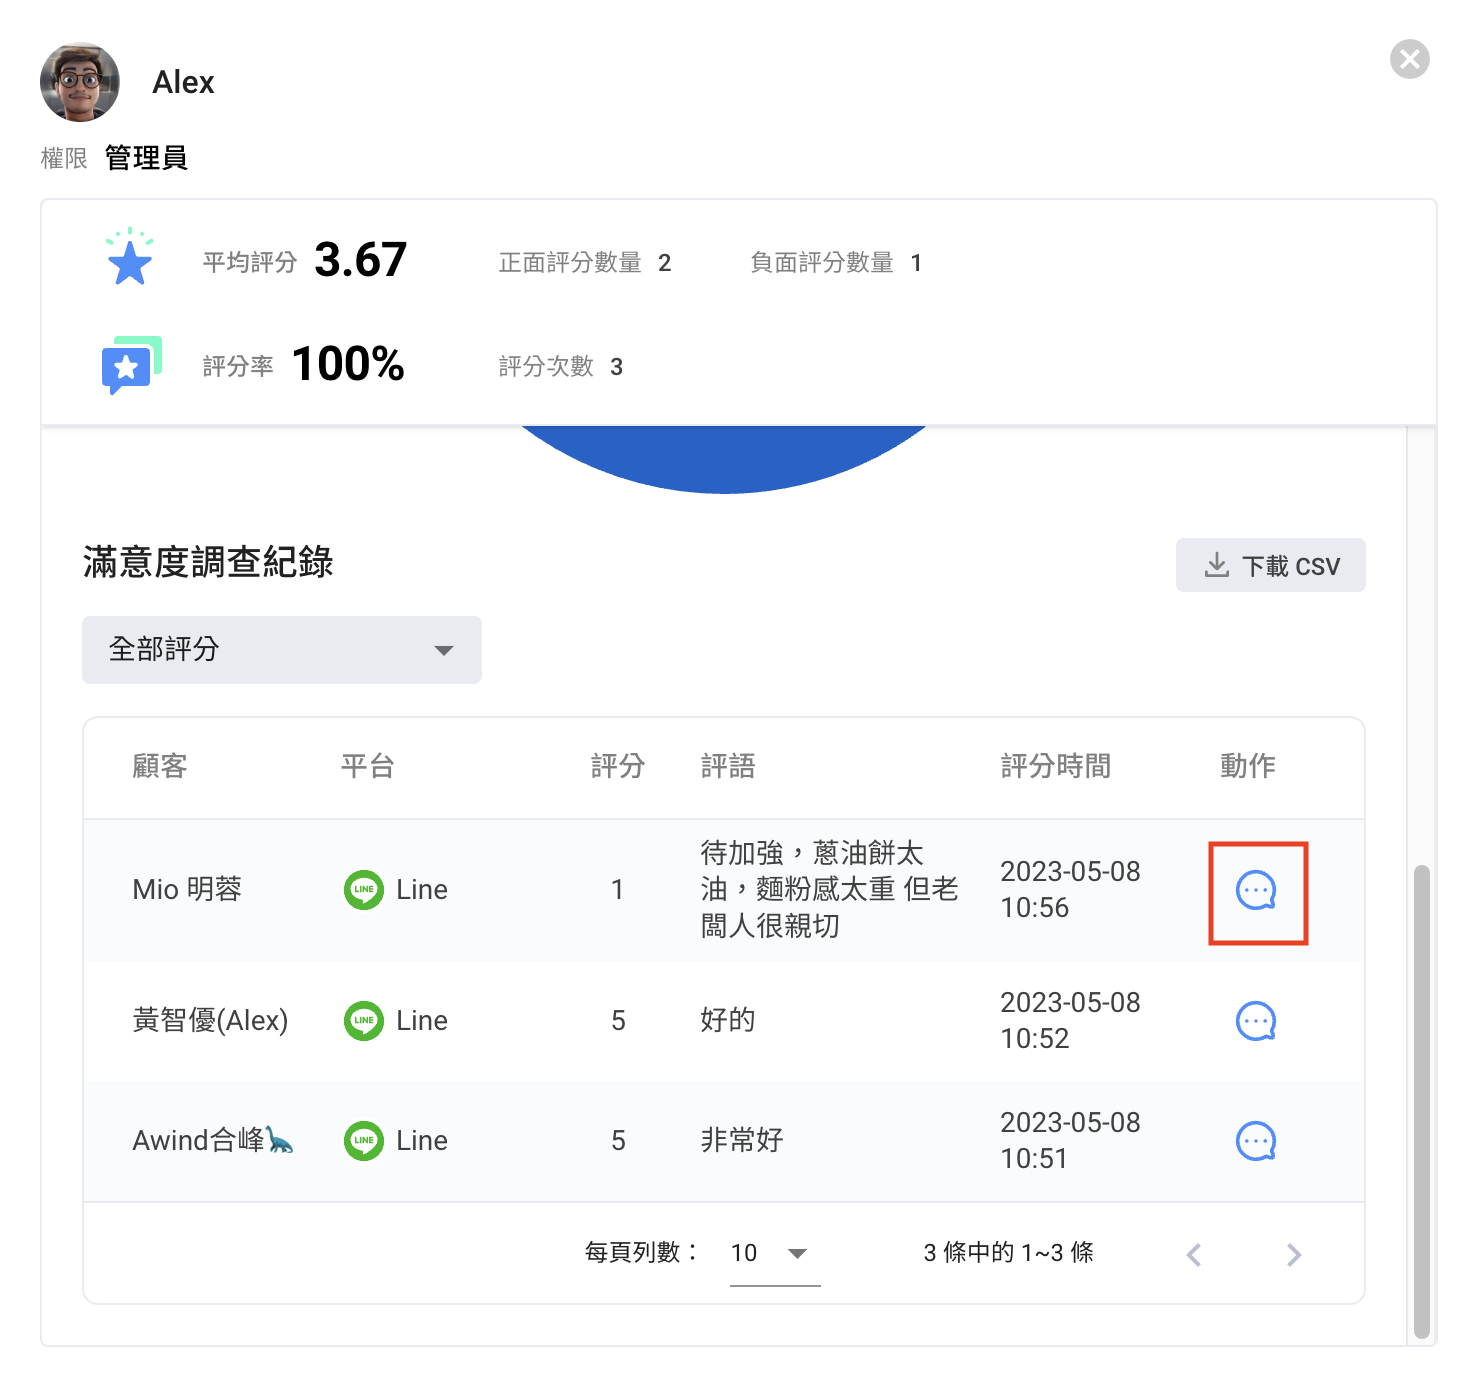 Alex
權限 管理員
平均評分 3.67 正面評分數量 2 負面評分數量 1
評分率 100% 評分次數 3
滿意度調查紀錄
下載 CSV
全部評分
顧客 平台 評分 評語 評分時間 動作
Mio 明蓉 LINE Line 1
待加強，蔥油餅太
油，麵粉感太重 但老
闆人很親切
2023-05-08
10:56
黃智優(Alex) LINE Line 5 好的
2023-05-08
10:52
Awind合峰🦕 LINE Line 5 非常好
2023-05-08
10:51
每頁列數： 10 3 條中的 1~3 條